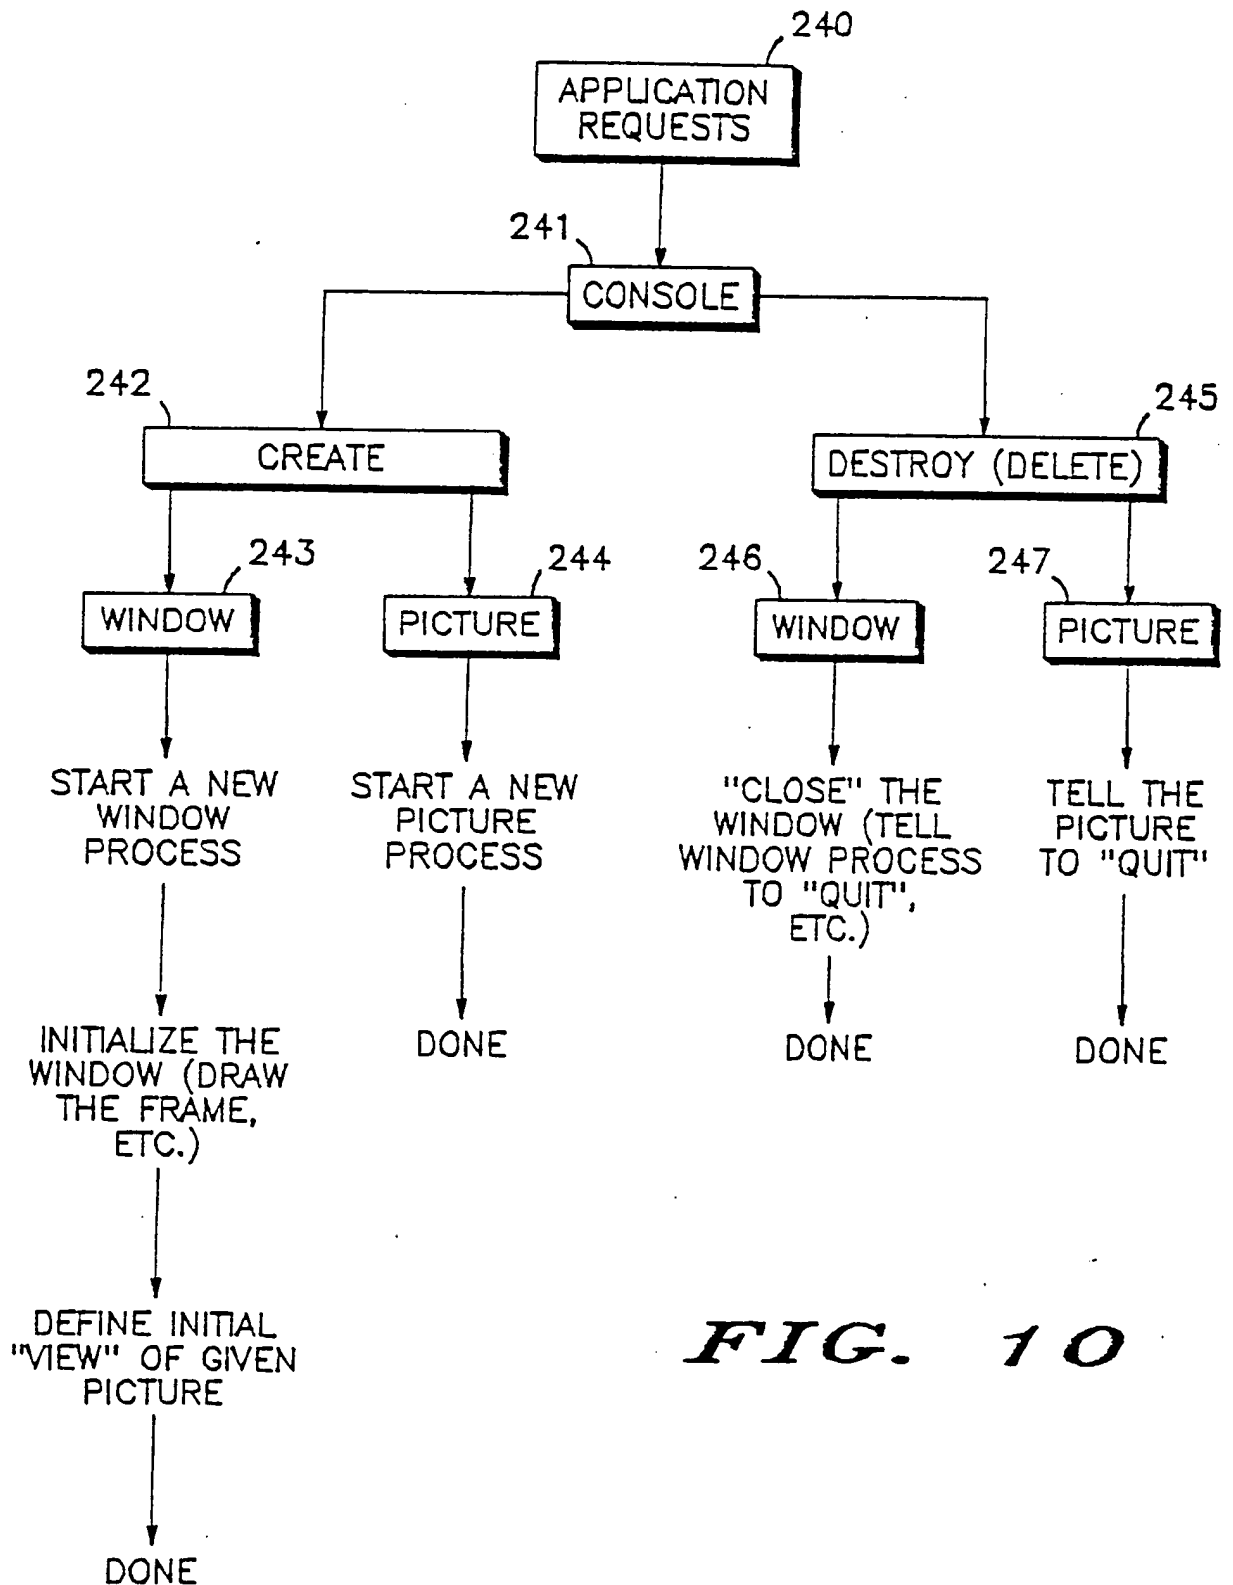 240
APPLICATION
REQUESTS
241
CONSOLE
242
CREATE
245
DESTROY (DELETE)
243
WINDOW
244
PICTURE
246
WINDOW
247
PICTURE
START A NEW
WINDOW
PROCESS
START A NEW
PICTURE
PROCESS
"CLOSE" THE
WINDOW (TELL
WINDOW PROCESS
TO "QUIT",
ETC.)
TELL THE
PICTURE
TO "QUIT"
INITIALIZE THE
WINDOW (DRAW
THE FRAME,
ETC.)
DONE
DONE
DONE
DEFINE INITIAL
"VIEW" OF GIVEN
PICTURE
DONE
FIG. 10